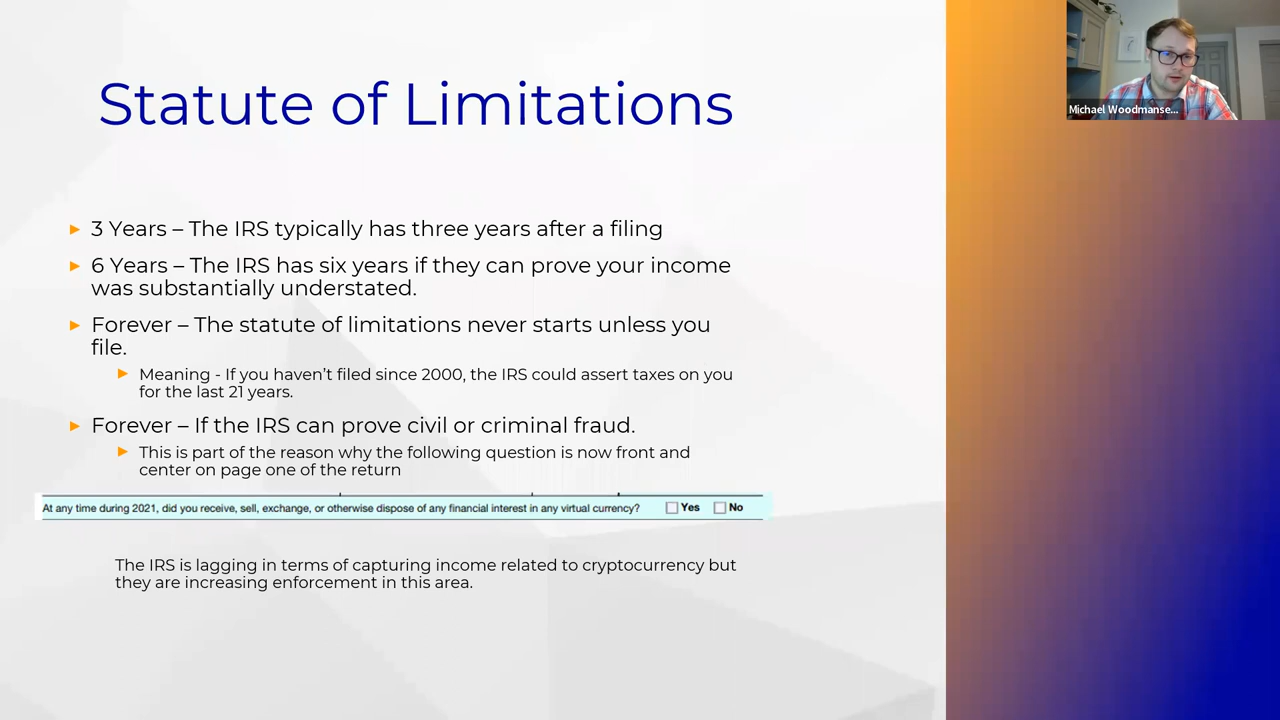 Statute of Limitations
Michael Woodmanse...
► 3 Years – The IRS typically has three years after a filing
► 6 Years – The IRS has six years if they can prove your income
was substantially understated.
► Forever – The statute of limitations never starts unless you
file.
► Meaning - If you haven’t filed since 2000, the IRS could assert taxes on you
for the last 21 years.
► Forever – If the IRS can prove civil or criminal fraud.
► This is part of the reason why the following question is now front and
center on page one of the return
At any time during 2021, did you receive, sell, exchange, or otherwise dispose of any financial interest in any virtual currency? Yes No
The IRS is lagging in terms of capturing income related to cryptocurrency but
they are increasing enforcement in this area.